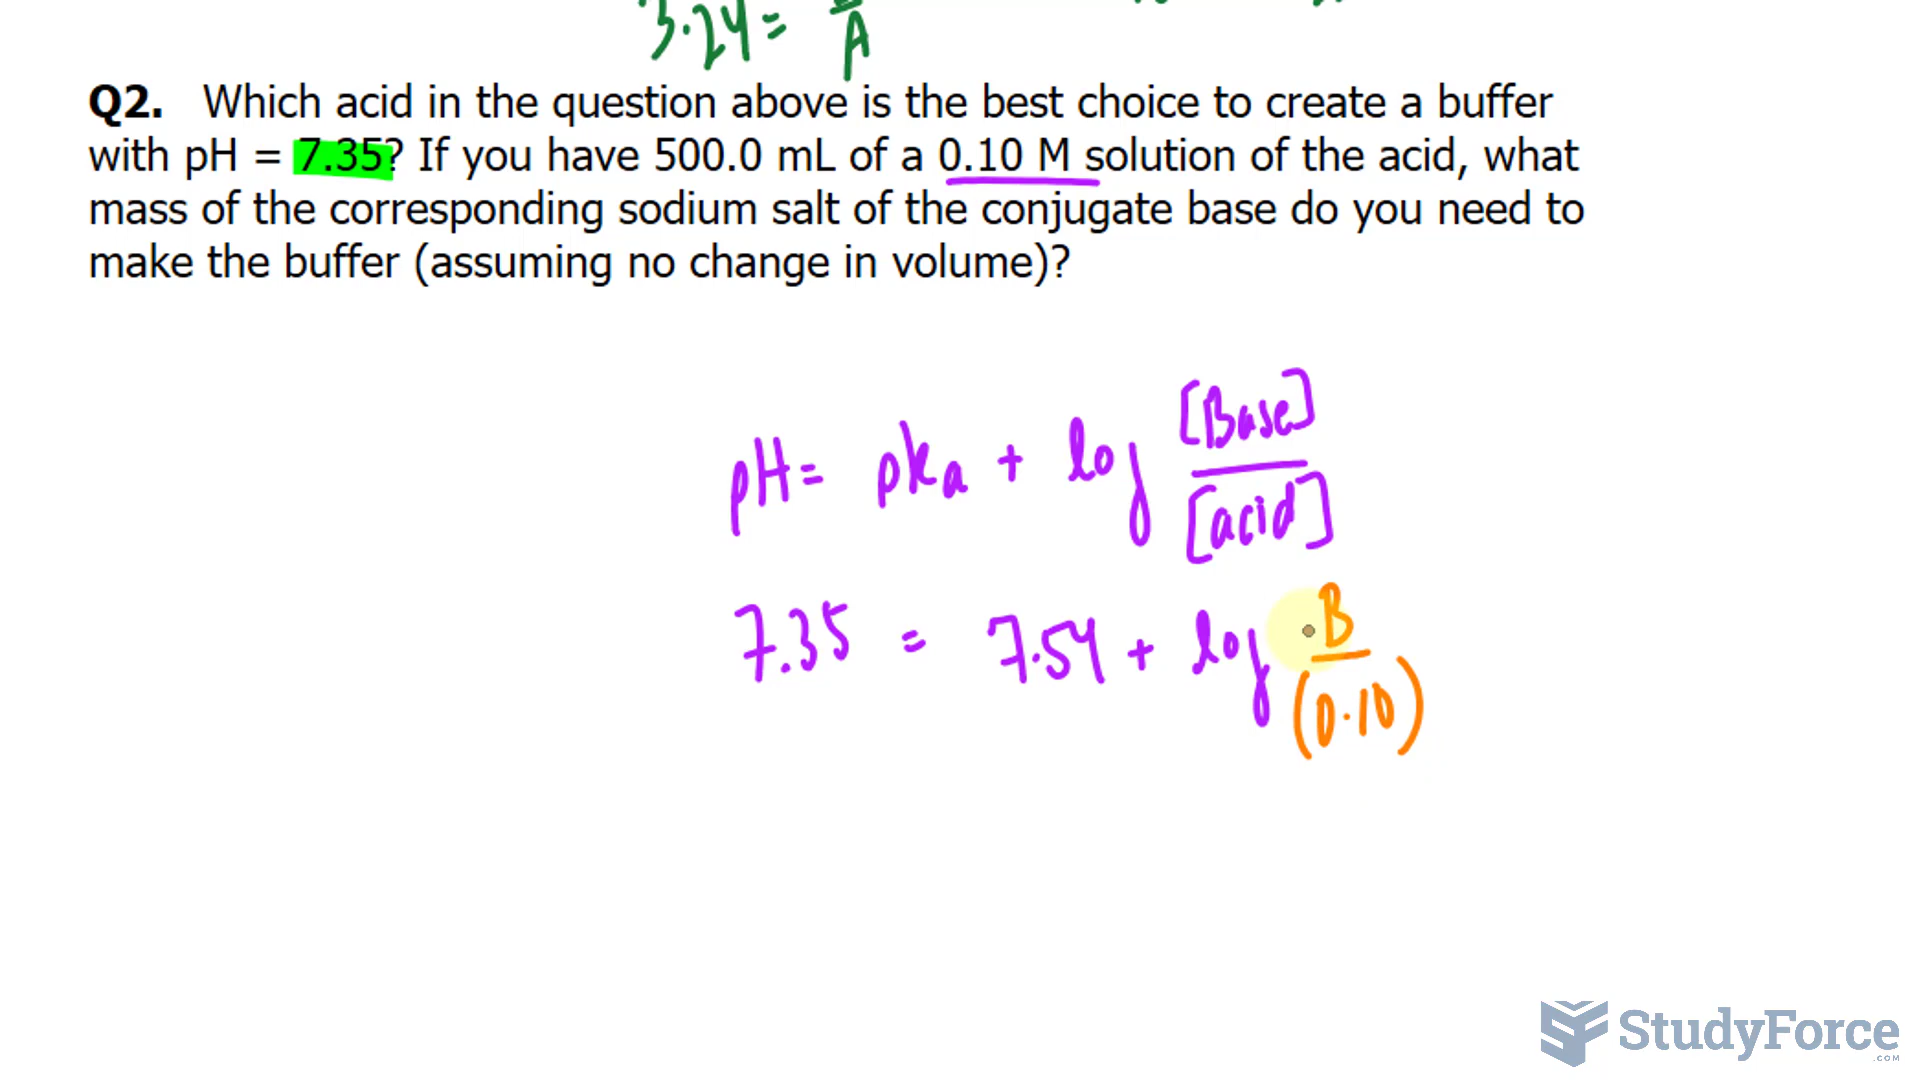 3.24 = A
Q2. Which acid in the question above is the best choice to create a buffer
with pH = 7.35? If you have 500.0 mL of a 0.10 M solution of the acid, what
mass of the corresponding sodium salt of the conjugate base do you need to
make the buffer (assuming no change in volume)?
pH = pka + log [Base]
[acid]
7.35 = 7.54 + log B
(0.10)
StudyForce
.COM